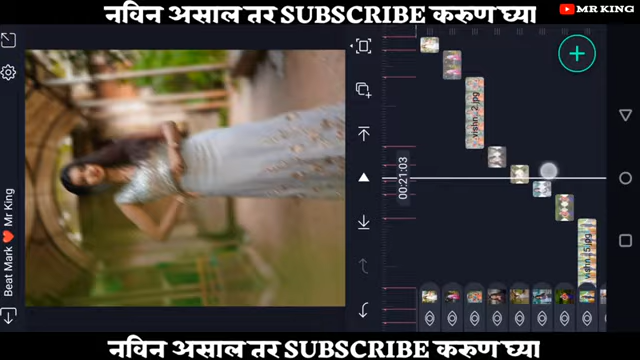 नविन असाल तर SUBSCRIBE करुण घ्या
MR KING
Beat Mark ❤️ Mr King
00:21:03
vishn_2.jpg
vishn_5.jpg
नविन असाल तर SUBSCRIBE करुण घ्या